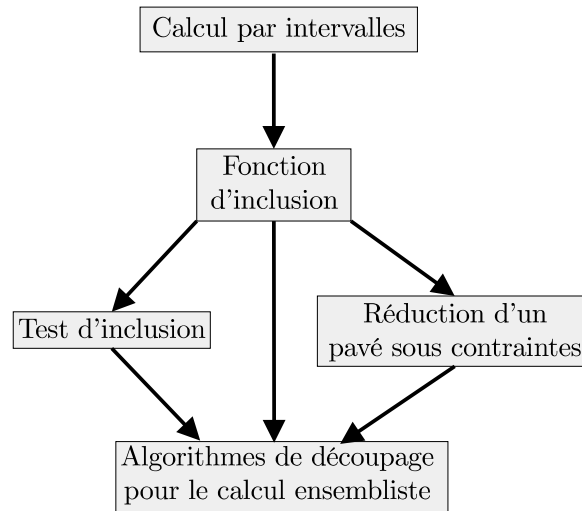 Calcul par intervalles
Fonction
d'inclusion
Test d'inclusion
Réduction d'un
pavé sous contraintes
Algorithmes de découpage
pour le calcul ensembliste